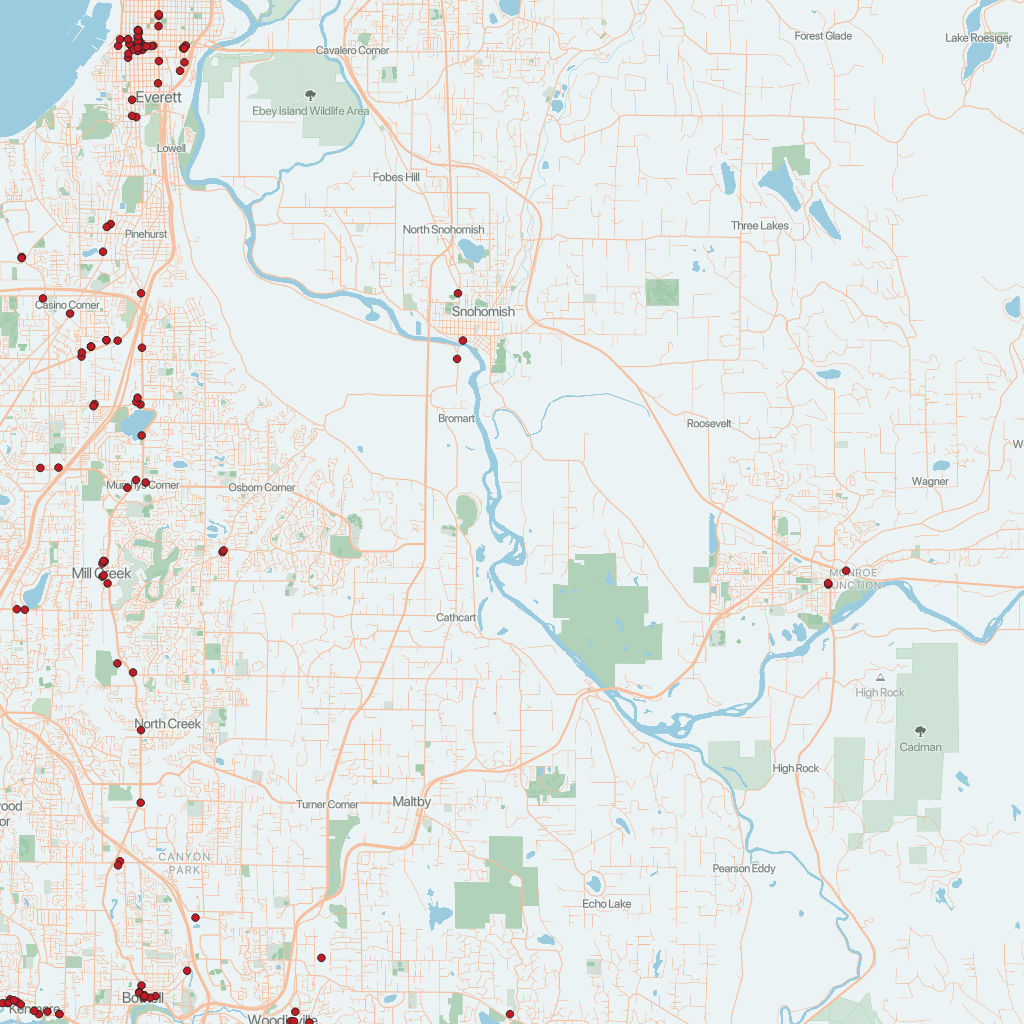 Forest Glade
Lake Roesiger
Cavalero Corner
Everett
Ebey Island Wildlife Area
Lowell
Fobes Hill
Three Lakes
North Snohomish
Pinehurst
Casino Corner
Snohomish
Bromart
Roosevelt
Wagner
Murphys Corner
Osborn Corner
Mill Creek
MONROE
JUNCTION
Cathcart
High Rock
North Creek
Cadman
High Rock
Maltby
Turner Corner
CANYON
PARK
Pearson Eddy
Echo Lake
Bothell
Kenmore
Woodinville